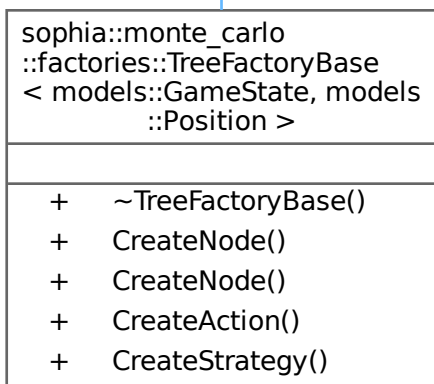 sophia::monte_carlo
::factories::TreeFactoryBase
< models::GameState, models
::Position >
+ ~TreeFactoryBase()
+ CreateNode()
+ CreateNode()
+ CreateAction()
+ CreateStrategy()